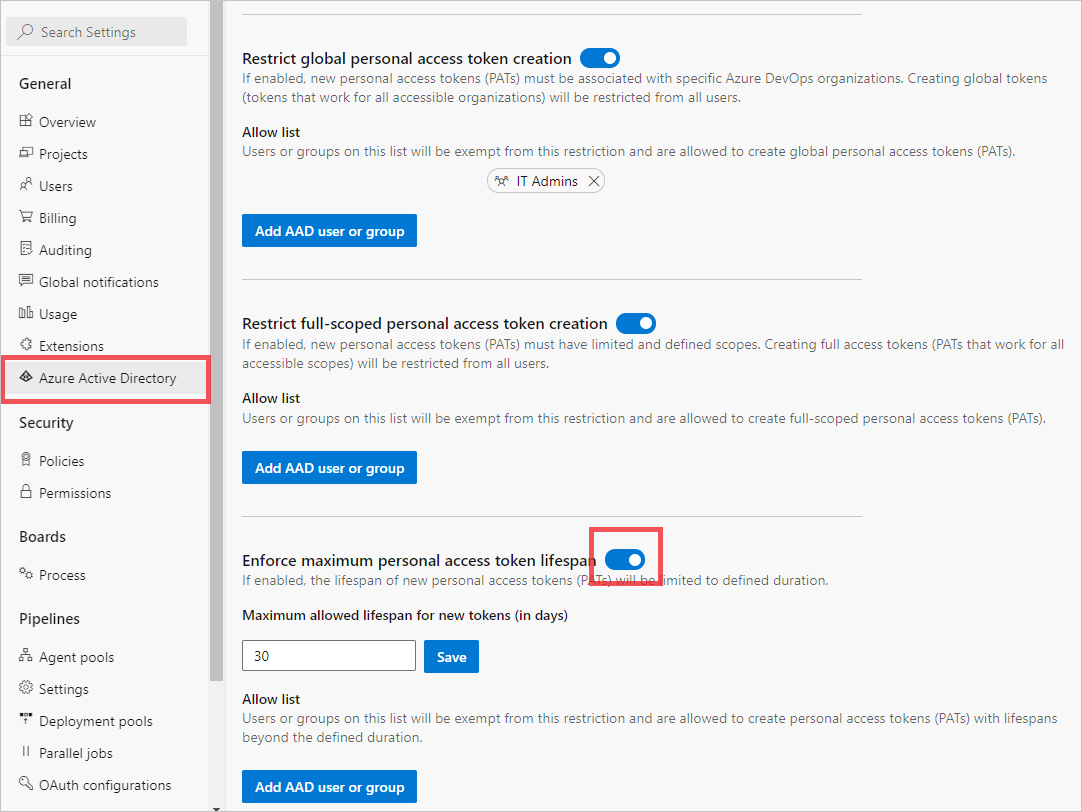 Search Settings
General
Overview
Projects
Users
Billing
Auditing
Global notifications
Usage
Extensions
Azure Active Directory
Security
Policies
Permissions
Boards
Process
Pipelines
Agent pools
Settings
Deployment pools
Parallel jobs
OAuth configurations
Restrict global personal access token creation
If enabled, new personal access tokens (PATs) must be associated with specific Azure DevOps organizations. Creating global tokens
(tokens that work for all accessible organizations) will be restricted from all users.
Allow list
Users or groups on this list will be exempt from this restriction and are allowed to create global personal access tokens (PATs).
IT Admins
Add AAD user or group
Restrict full-scoped personal access token creation
If enabled, new personal access tokens (PATs) must have limited and defined scopes. Creating full access tokens (PATs that work for all
accessible scopes) will be restricted from all users.
Allow list
Users or groups on this list will be exempt from this restriction and are allowed to create full-scoped personal access tokens (PATs).
Add AAD user or group
Enforce maximum personal access token lifespan
If enabled, the lifespan of new personal access tokens (PATs) will be limited to defined duration.
Maximum allowed lifespan for new tokens (in days)
30
Save
Allow list
Users or groups on this list will be exempt from this restriction and are allowed to create personal access tokens (PATs) with lifespans
beyond the defined duration.
Add AAD user or group